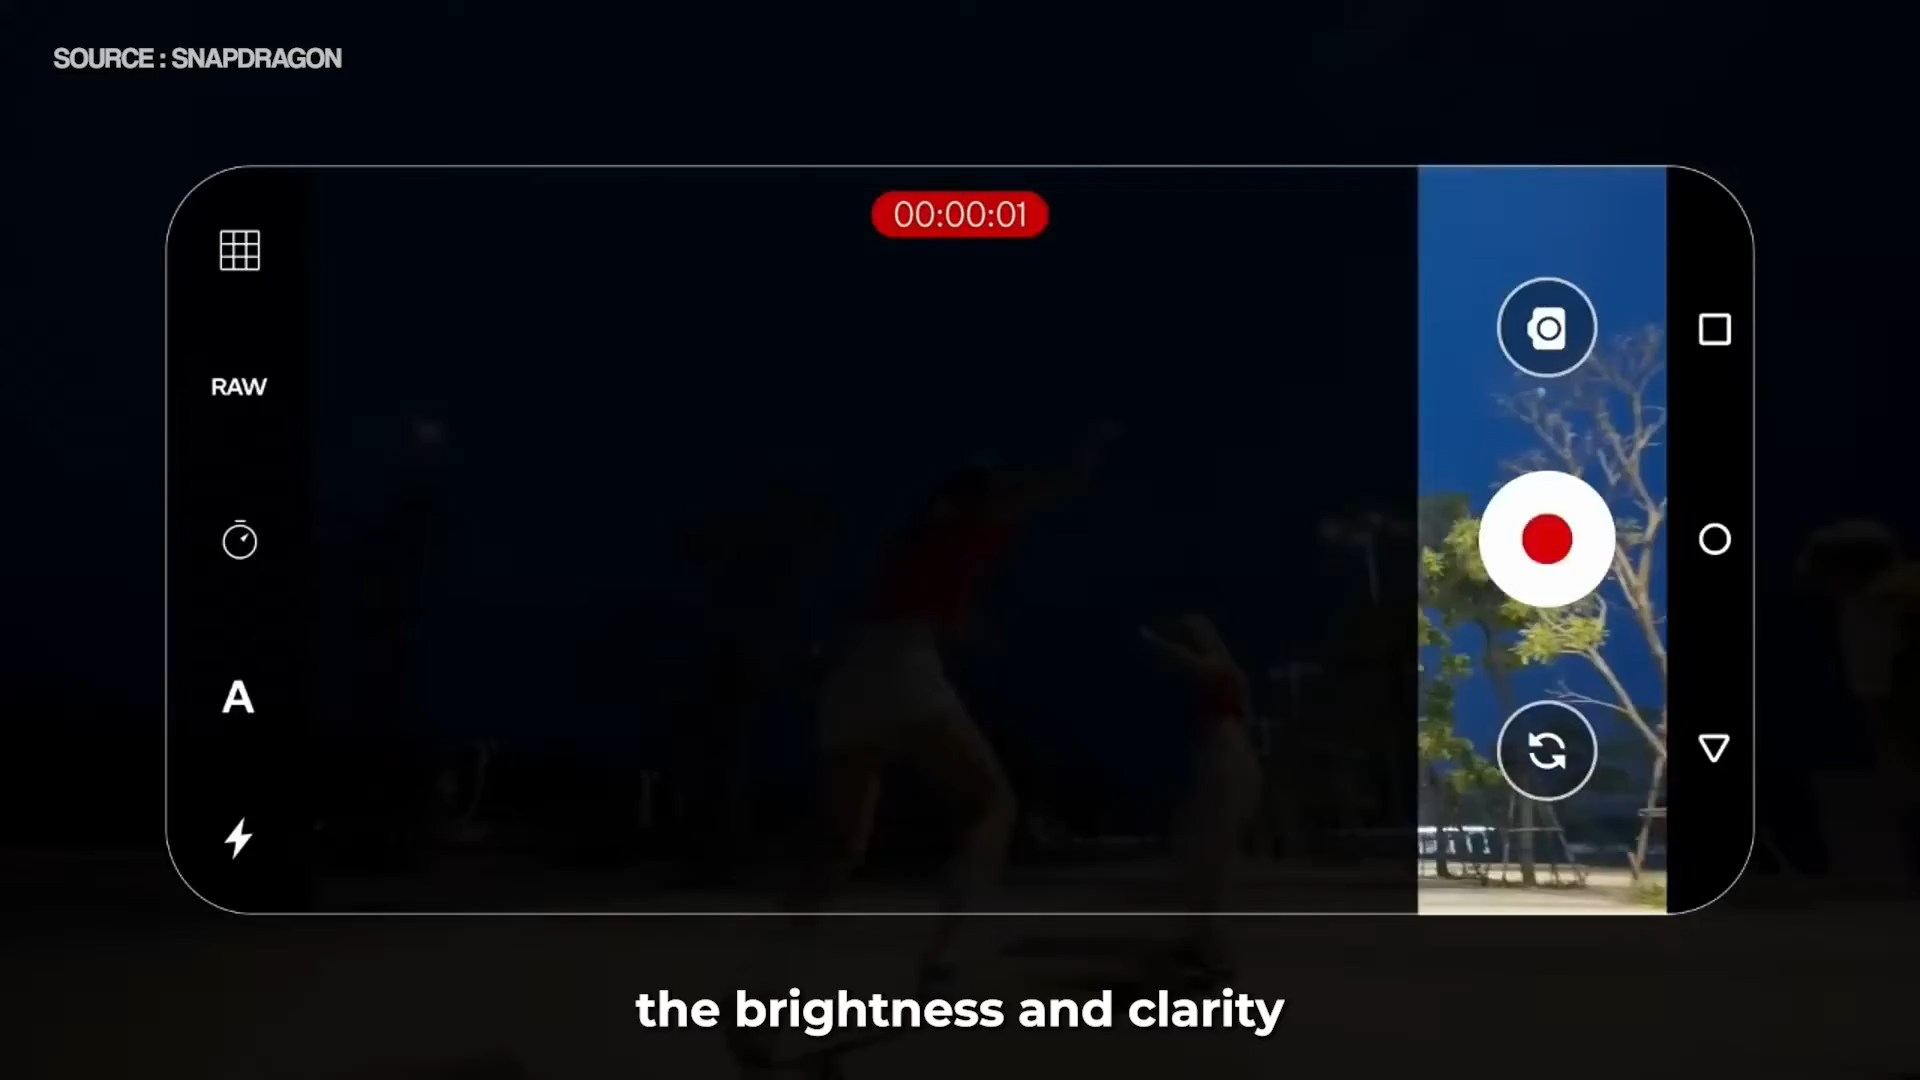 SOURCE : SNAPDRAGON
00:00:01
RAW
A
the brightness and clarity